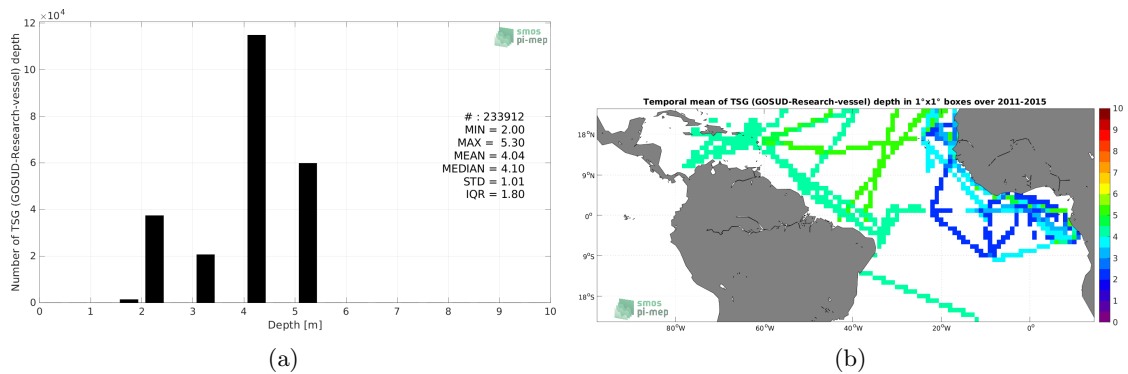 ×10⁴
12
10
8
6
4
2
0
Number of TSG (GOSUD-Research-vessel) depth
smos
pi-mep
# : 233912
MIN = 2.00
MAX = 5.30
MEAN = 4.04
MEDIAN = 4.10
STD = 1.01
IQR = 1.80
0 1 2 3 4 5 6 7 8 9 10
Depth [m]
(a)
Temporal mean of TSG (GOSUD-Research-vessel) depth in 1°x1° boxes over 2011-2015
18°N
9°N
0°
9°S
18°S
80°W 60°W 40°W 20°W 0°
smos
pi-mep
10
9
8
7
6
5
4
3
2
1
0
(b)